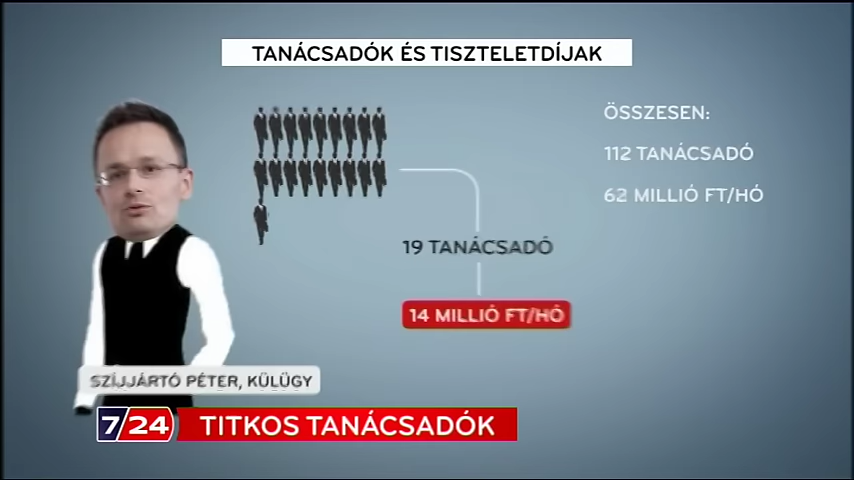 TANÁCSADÓK ÉS TISZTELETDÍJAK
ÖSSZESEN:
112 TANÁCSADÓ
62 MILLIÓ FT/HÓ
19 TANÁCSADÓ
14 MILLIÓ FT/HÓ
SZÍJJÁRTÓ PÉTER, KÜLÜGY
7/24 TITKOS TANÁCSADÓK